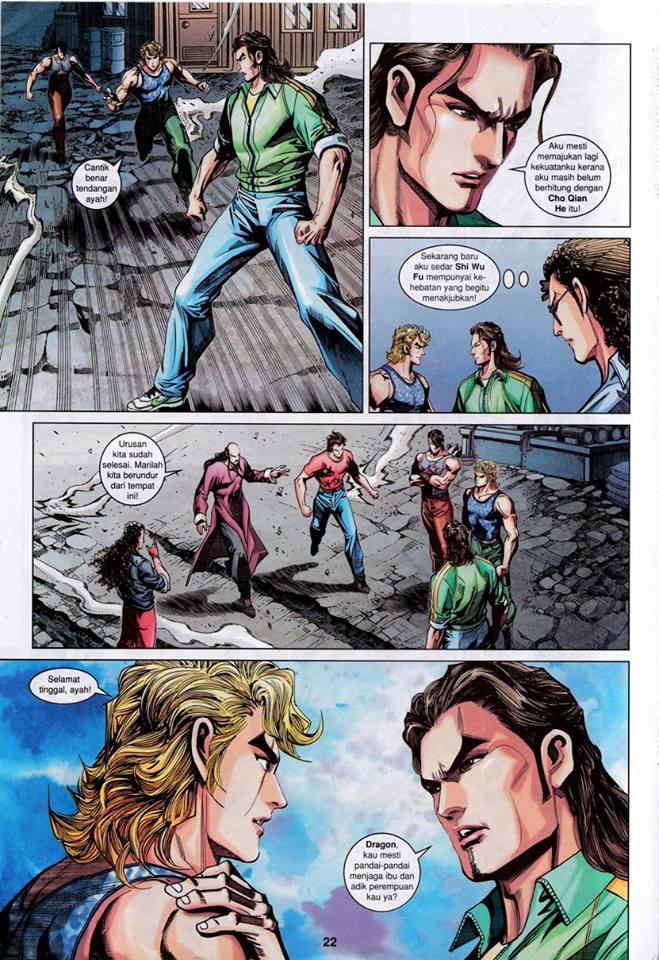 Cantik
benar
tendangan
ayah!
Aku mesti
memajukan lagi
kekuatanku kerana
aku masih belum
berhitung dengan
Cho Qian
He itu!
Sekarang baru
aku sedar Shi Wu
Fu mempunyai ke-
hebatan yang begitu
menakjubkan!
Urusan
kita sudah
selesai. Marilah
kita berundur
dari tempat
ini!
Selamat
tinggal, ayah!
Dragon,
kau mesti
pandai-pandai
menjaga ibu dan
adik perempuan
kau ya?
22